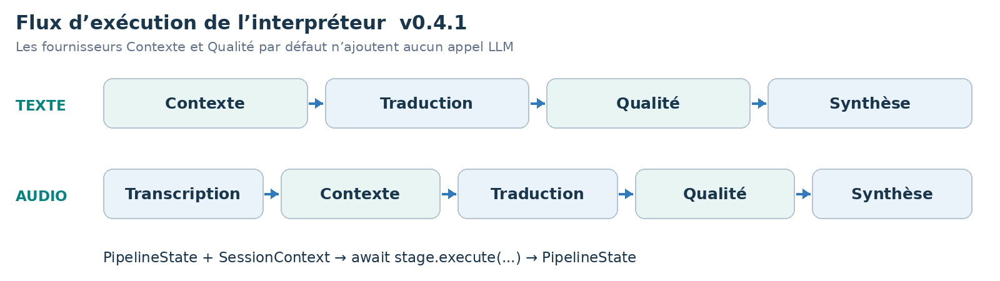 Flux d’exécution de l’interpréteur  v0.4.1
Les fournisseurs Contexte et Qualité par défaut n’ajoutent aucun appel LLM
TEXTE
Contexte
Traduction
Qualité
Synthèse
AUDIO
Transcription
Contexte
Traduction
Qualité
Synthèse
PipelineState + SessionContext → await stage.execute(...) → PipelineState